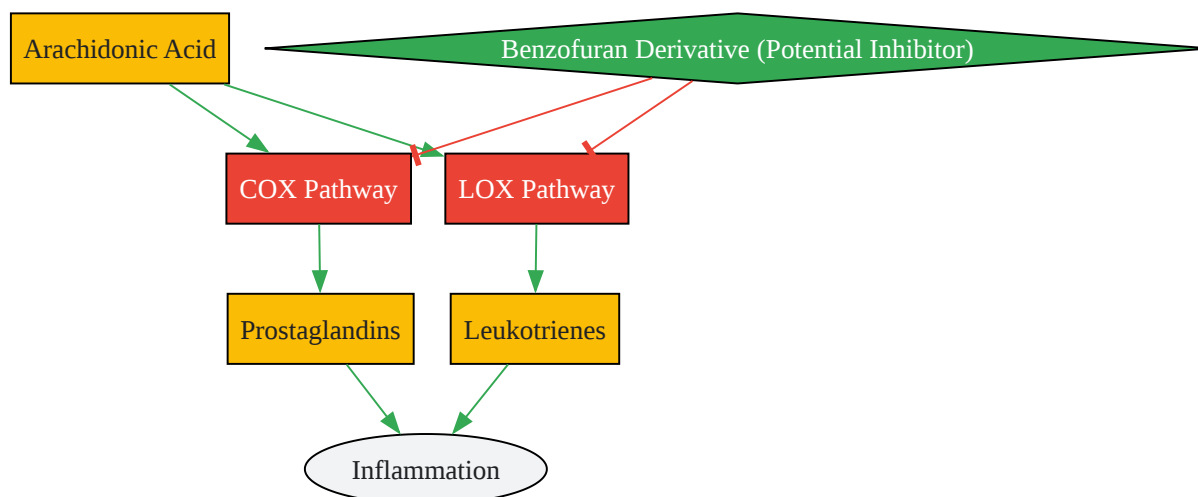 Arachidonic Acid
Benzofuran Derivative (Potential Inhibitor)
COX Pathway
LOX Pathway
Prostaglandins
Leukotrienes
Inflammation